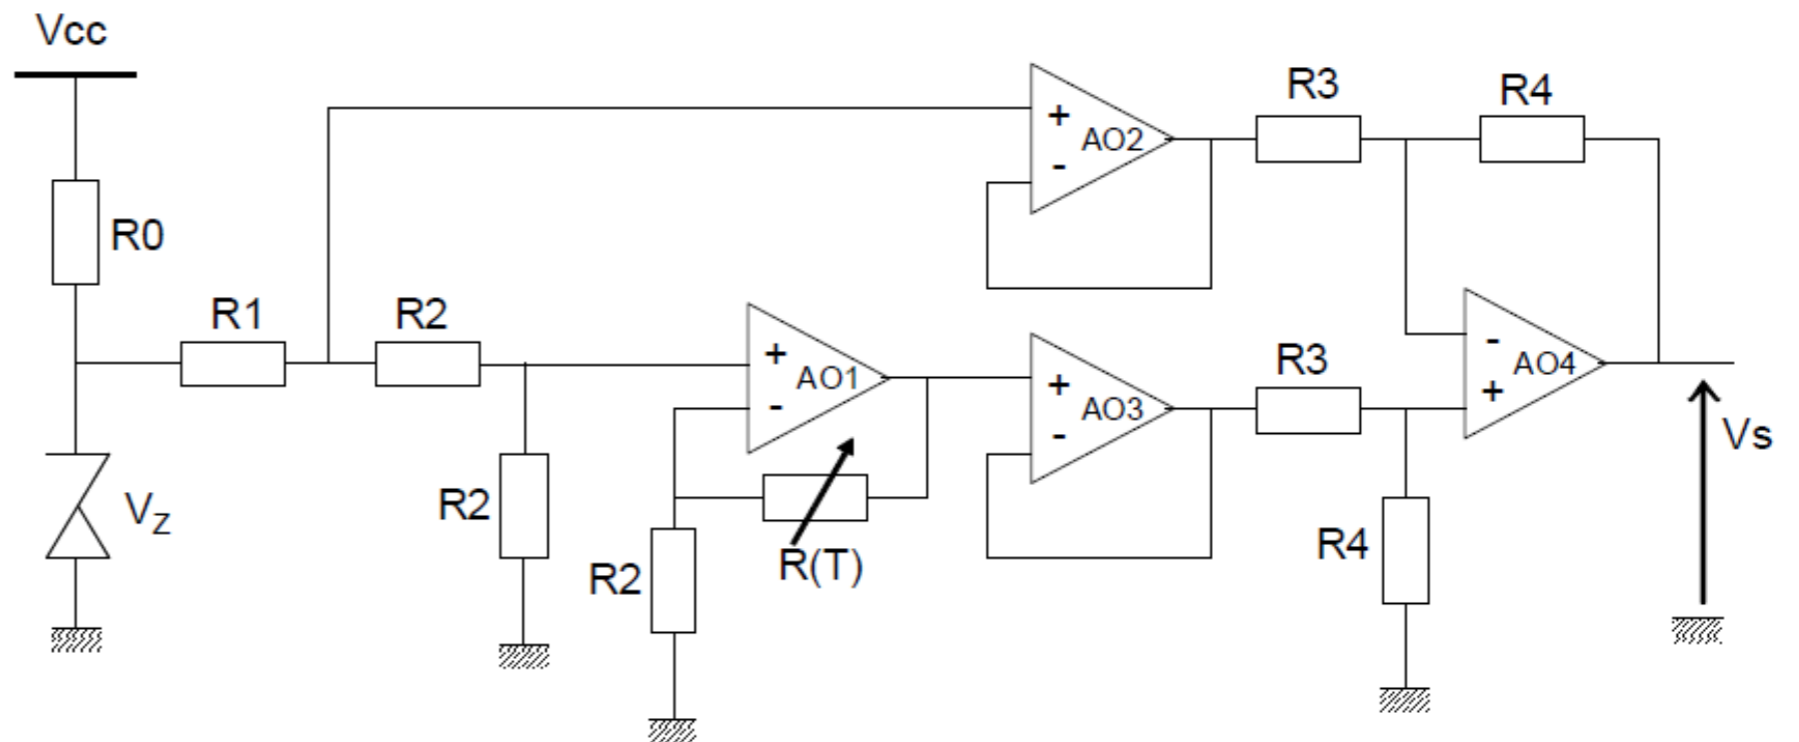 Vcc
R0
R1
R2
+
-
AO2
R3
R4
+
-
AO1
R(T)
R2
R2
+
-
AO3
R3
-
+
AO4
R4
Vs
VZ